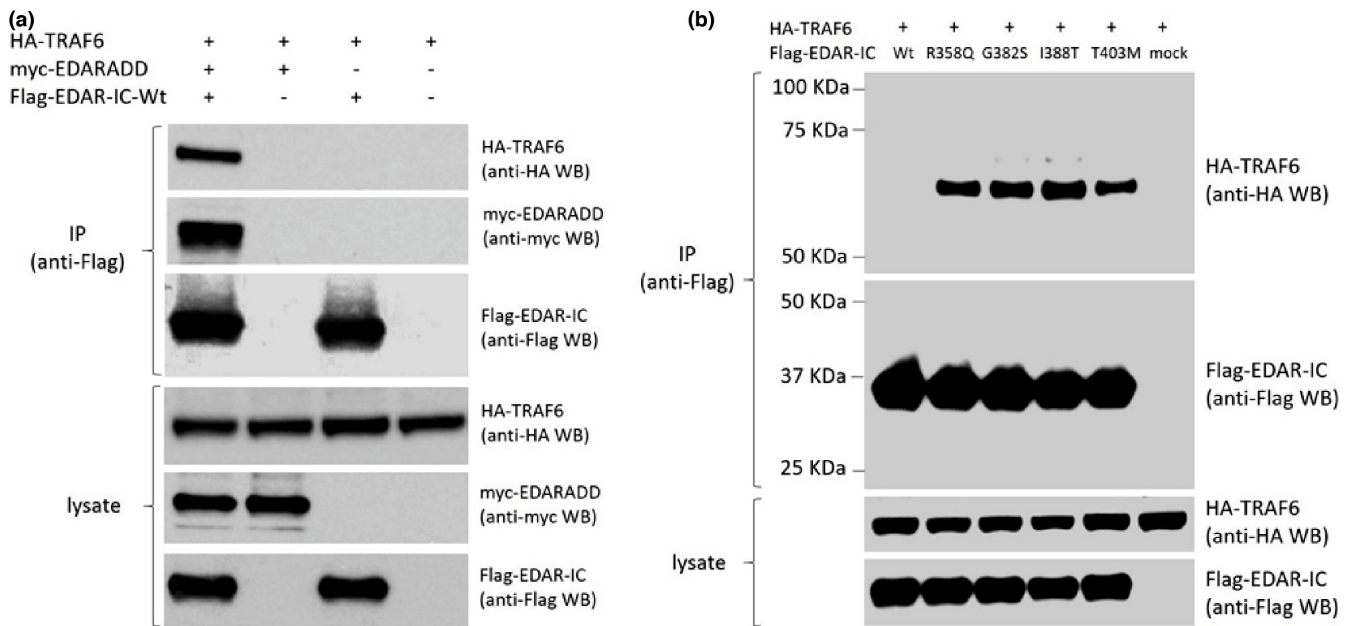 (a)
HA-TRAF6 + + + +
myc-EDARADD + + - -
Flag-EDAR-IC-Wt + - + -
HA-TRAF6
(anti-HA WB)
myc-EDARADD
(anti-myc WB)
IP
(anti-Flag)
Flag-EDAR-IC
(anti-Flag WB)
HA-TRAF6
(anti-HA WB)
lysate
myc-EDARADD
(anti-myc WB)
Flag-EDAR-IC
(anti-Flag WB)
(b)
HA-TRAF6 + + + + + +
Flag-EDAR-IC Wt R358Q G382S I388T T403M mock
100 KDa
75 KDa
HA-TRAF6
(anti-HA WB)
50 KDa
IP
(anti-Flag)
50 KDa
37 KDa
Flag-EDAR-IC
(anti-Flag WB)
25 KDa
HA-TRAF6
(anti-HA WB)
lysate
Flag-EDAR-IC
(anti-Flag WB)